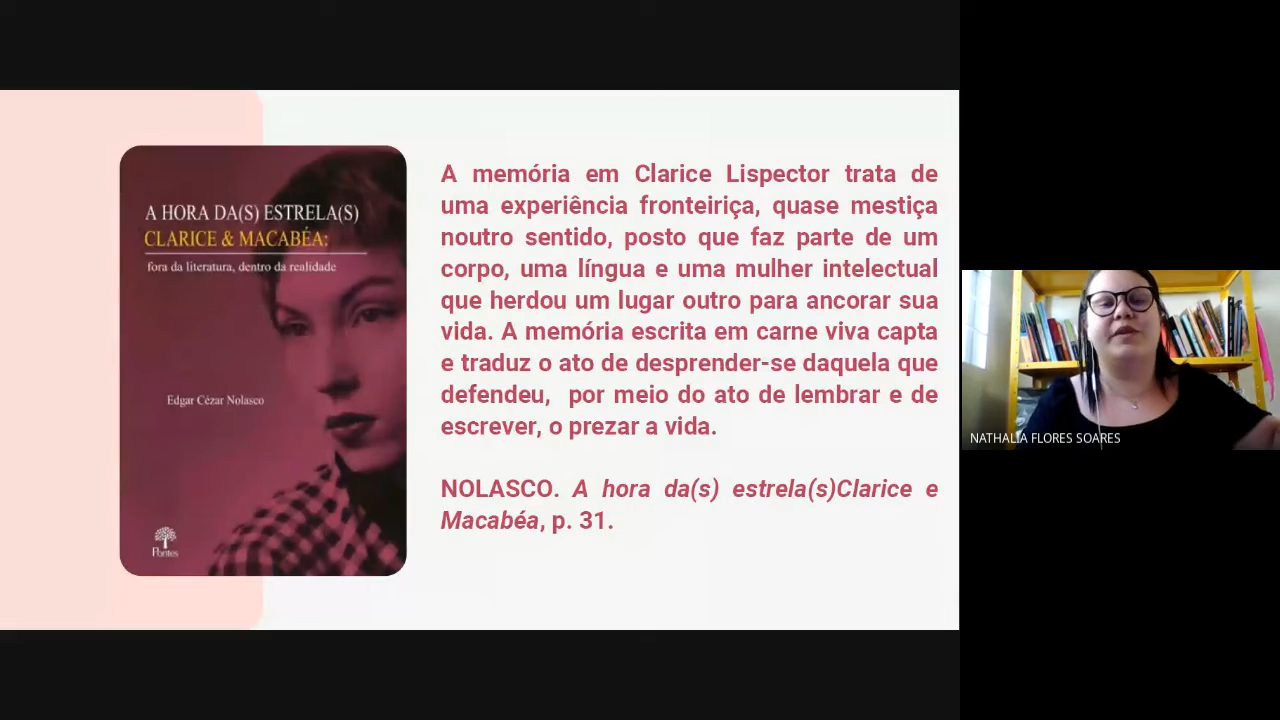 A HORA DA(S) ESTRELA(S)
CLARICE & MACABÉA:
fora da literatura, dentro da realidade
Edgar Cézar Nolasco
Pontes
A memória em Clarice Lispector trata de
uma experiência fronteiriça, quase mestiça
noutro sentido, posto que faz parte de um
corpo, uma língua e uma mulher intelectual
que herdou um lugar outro para ancorar sua
vida. A memória escrita em carne viva capta
e traduz o ato de desprender-se daquela que
defendeu, por meio do ato de lembrar e de
escrever, o prezar a vida.
NOLASCO. A hora da(s) estrela(s)Clarice e
Macabéa, p. 31.
NATHALIA FLORES SOARES